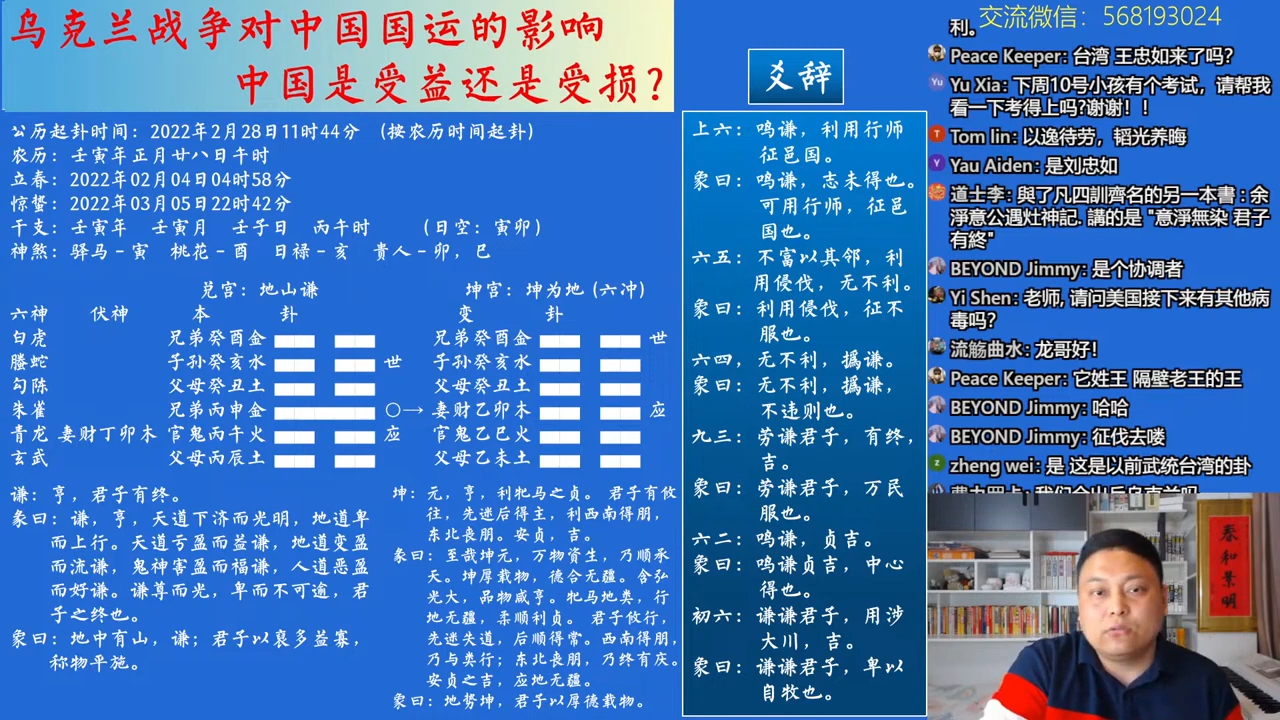 乌克兰战争对中国国运的影响
中国是受益还是受损？
公历起卦时间：2022年2月28日11时44分 （按农历时间起卦）
农历：壬寅年正月廿八日午时
立春：2022年02月04日04时58分
惊蛰：2022年03月05日22时42分
干支：壬寅年 壬寅月 壬子日 丙午时 （日空：寅卯）
神煞：驿马－寅 桃花－酉 日禄－亥 贵人－卯，巳
兑宫：地山谦 坤宫：坤为地（六冲）
六神 伏神 本 卦 变 卦
白虎 兄弟癸酉金 兄弟癸酉金 世
螣蛇 子孙癸亥水 世 子孙癸亥水
勾陈 父母癸丑土 父母癸丑土
朱雀 兄弟丙申金 ○→ 妻财乙卯木 应
青龙 妻财丁卯木 官鬼丙午火 应 官鬼乙巳火
玄武 父母丙辰土 父母乙未土
谦：亨，君子有终。
象曰：谦，亨，天道下济而光明，地道卑
而上行。天道亏盈而益谦，地道变盈
而流谦，鬼神害盈而福谦，人道恶盈
而好谦。谦尊而光，卑而不可逾，君
子之终也。
象曰：地中有山，谦；君子以裒多益寡，
称物平施。
坤：元，亨，利牝马之贞。 君子有攸
往，先迷后得主，利西南得朋，
东北丧朋。安贞，吉。
象曰：至哉坤元，万物资生，乃顺承
天。坤厚载物，德合无疆。含弘
光大，品物咸亨。牝马地类，行
地无疆，柔顺利贞。 君子攸行，
先迷失道，后顺得常。西南得朋，
乃与类行；东北丧朋，乃终有庆。
安贞之吉，应地无疆。
象曰：地势坤，君子以厚德载物。
爻辞
上六：鸣谦，利用行师
征邑国。
象曰：鸣谦，志未得也。
可用行师，征邑
国也。
六五：不富以其邻，利
用侵伐，无不利。
象曰：利用侵伐，征不
服也。
六四，无不利，撝谦。
象曰：无不利，撝谦，
不违则也。
九三：劳谦君子，有终，
吉。
象曰：劳谦君子，万民
服也。
六二：鸣谦，贞吉。
象曰：鸣谦贞吉，中心
得也。
初六：谦谦君子，用涉
大川，吉。
象曰：谦谦君子，卑以
自牧也。
交流微信：568193024
利。
Peace Keeper: 台湾 王忠如来了吗？
Yu Xia: 下周10号小孩有个考试，请帮我
看一下考得上吗?谢谢！！
Tom lin: 以逸待劳，韬光养晦
Yau Aiden: 是刘忠如
道士李: 與了凡四訓齊名的另一本書 : 余
淨意公遇灶神記. 講的是 "意淨無染 君子
有終"
BEYOND Jimmy: 是个协调者
Yi Shen: 老师, 请问美国接下来有其他病
毒吗?
流觞曲水: 龙哥好！
Peace Keeper: 它姓王 隔壁老王的王
BEYOND Jimmy: 哈哈
BEYOND Jimmy: 征伐去喽
zheng wei: 是 这是以前武统台湾的卦
春和景明